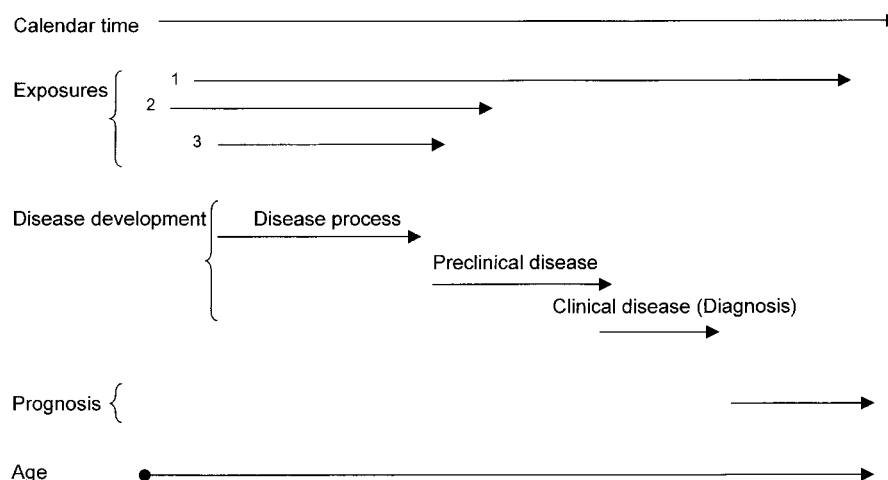 Calendar time
Exposures
1
2
3
Disease development
Disease process
Preclinical disease
Clinical disease (Diagnosis)
Prognosis
Age